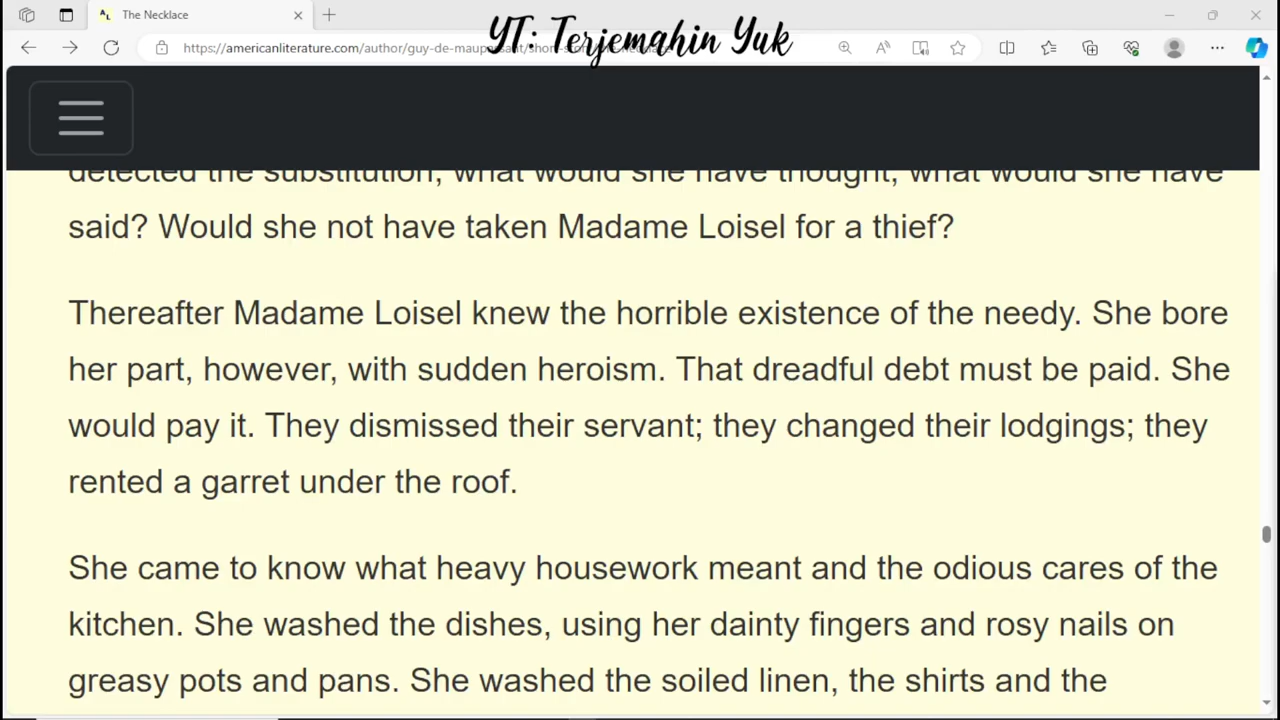 The Necklace
YT: Terjemahin Yuk
https://americanliterature.com/author/guy-de-maupassant/short-story/the-necklace
detected the substitution, what would she have thought, what would she have
said? Would she not have taken Madame Loisel for a thief?
Thereafter Madame Loisel knew the horrible existence of the needy. She bore
her part, however, with sudden heroism. That dreadful debt must be paid. She
would pay it. They dismissed their servant; they changed their lodgings; they
rented a garret under the roof.
She came to know what heavy housework meant and the odious cares of the
kitchen. She washed the dishes, using her dainty fingers and rosy nails on
greasy pots and pans. She washed the soiled linen, the shirts and the